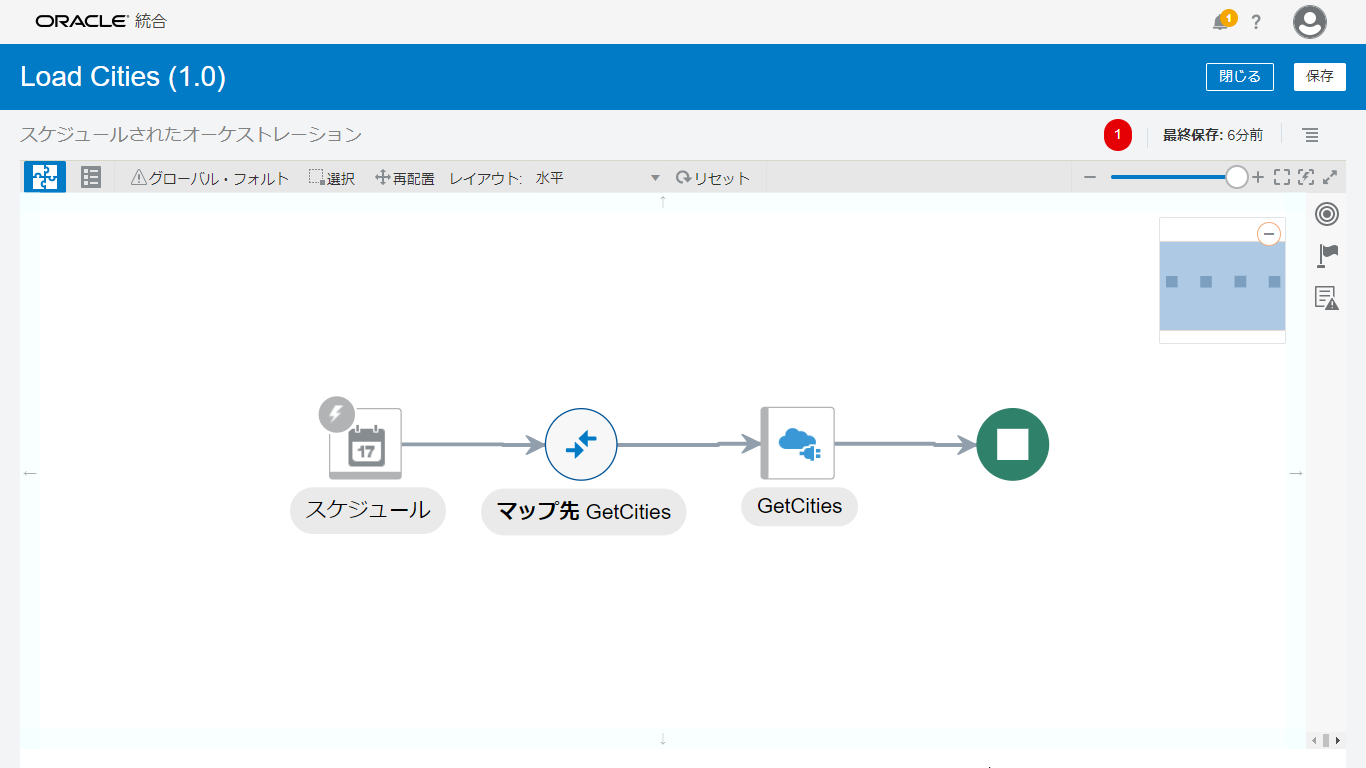 ORACLE 統合
1
?
Load Cities (1.0)
閉じる
保存
スケジュールされたオーケストレーション
1
最終保存: 6分前
グローバル・フォルト
選択
再配置
レイアウト: 水平
リセット
17
スケジュール
マップ先 GetCities
GetCities